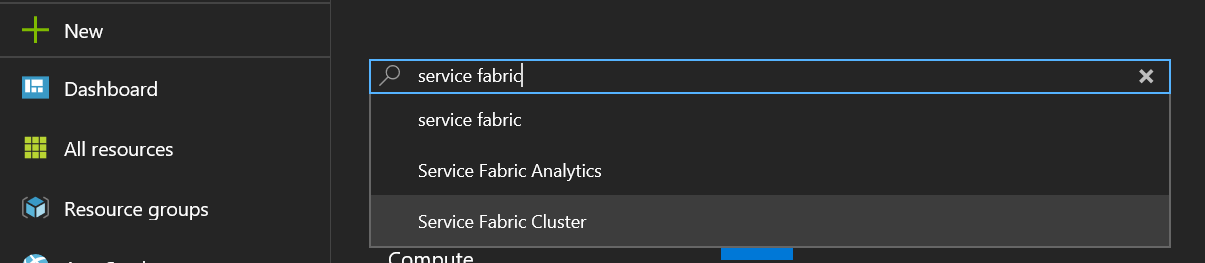 New
Dashboard
All resources
Resource groups
service fabric
service fabric
Service Fabric Analytics
Service Fabric Cluster
Compute